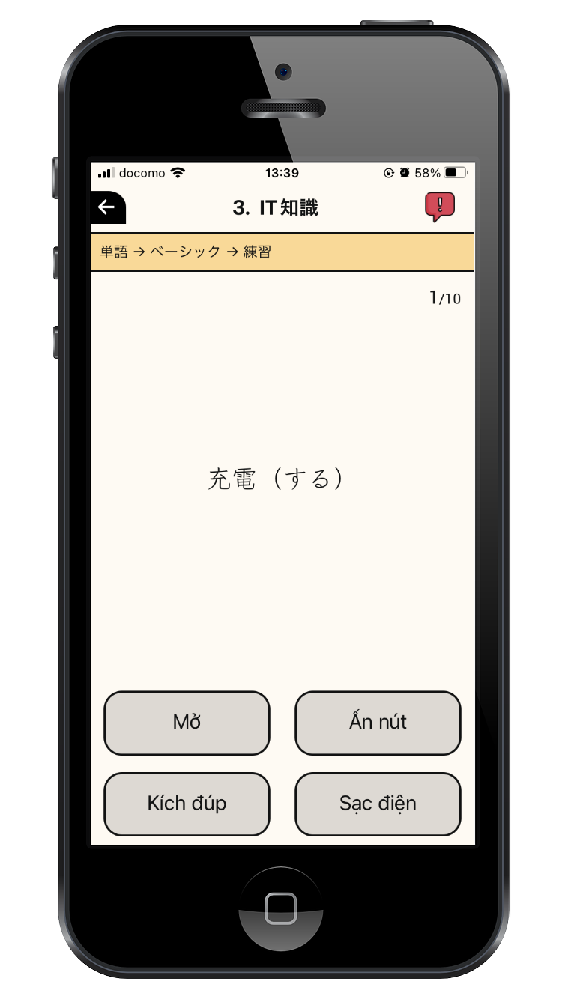 docomo 13:39 58%
3. IT知識
単語 → ベーシック → 練習
1/10
充電（する）
Mở Ấn nút
Kích đúp Sạc điện